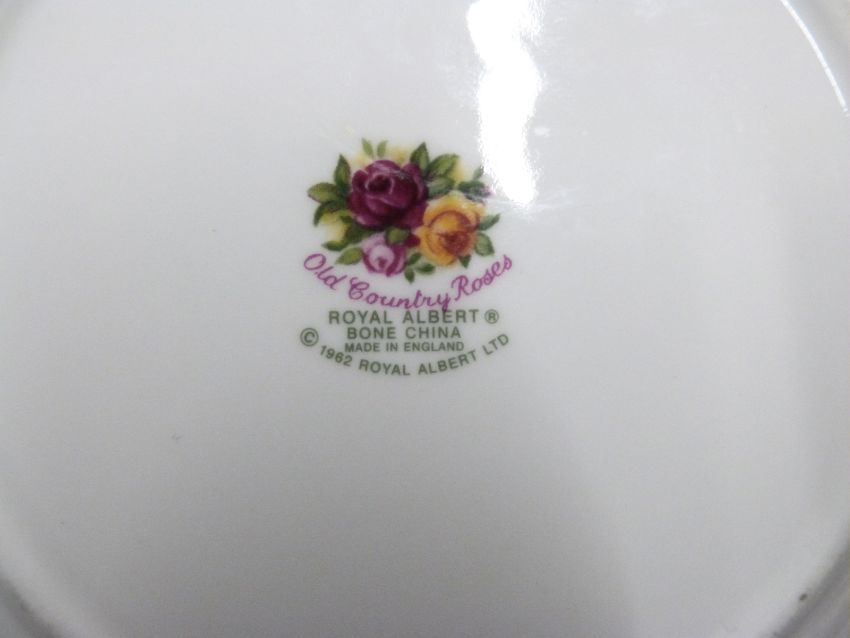 Old Country Roses
ROYAL ALBERT ®
BONE CHINA
MADE IN ENGLAND
© 1962 ROYAL ALBERT LTD